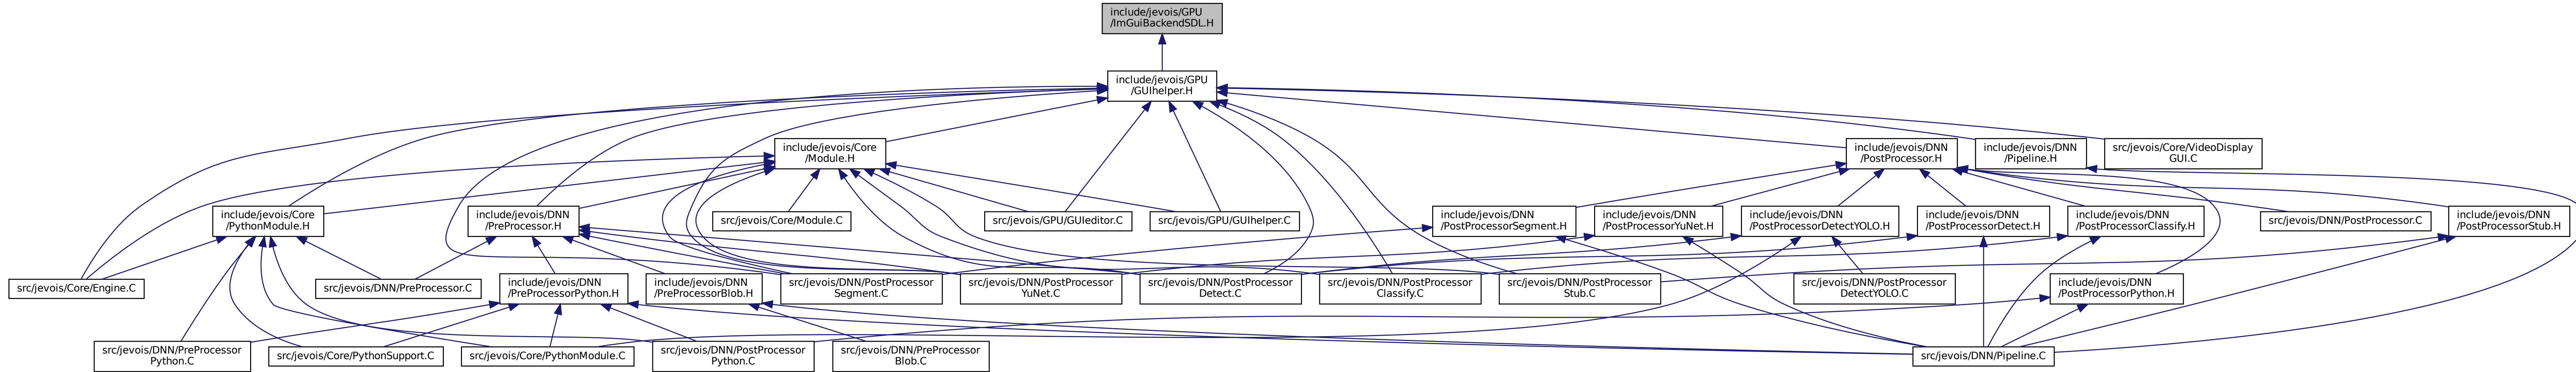 include/jevois/GPU
/ImGuiBackendSDL.H
include/jevois/GPU
/GUIhelper.H
include/jevois/Core
/Module.H
include/jevois/DNN
/PostProcessor.H
include/jevois/DNN
/Pipeline.H
src/jevois/Core/VideoDisplay
GUI.C
include/jevois/Core
/PythonModule.H
include/jevois/DNN
/PreProcessor.H
src/jevois/Core/Module.C
src/jevois/GPU/GUIeditor.C
src/jevois/GPU/GUIhelper.C
include/jevois/DNN
/PostProcessorSegment.H
include/jevois/DNN
/PostProcessorYuNet.H
include/jevois/DNN
/PostProcessorDetectYOLO.H
include/jevois/DNN
/PostProcessorDetect.H
include/jevois/DNN
/PostProcessorClassify.H
src/jevois/DNN/PostProcessor.C
include/jevois/DNN
/PostProcessorStub.H
src/jevois/Core/Engine.C
src/jevois/DNN/PreProcessor.C
include/jevois/DNN
/PreProcessorPython.H
include/jevois/DNN
/PreProcessorBlob.H
src/jevois/DNN/PostProcessor
Segment.C
src/jevois/DNN/PostProcessor
YuNet.C
src/jevois/DNN/PostProcessor
Detect.C
src/jevois/DNN/PostProcessor
Classify.C
src/jevois/DNN/PostProcessor
Stub.C
src/jevois/DNN/PostProcessor
DetectYOLO.C
include/jevois/DNN
/PostProcessorPython.H
src/jevois/DNN/PreProcessor
Python.C
src/jevois/Core/PythonSupport.C
src/jevois/Core/PythonModule.C
src/jevois/DNN/PostProcessor
Python.C
src/jevois/DNN/PreProcessor
Blob.C
src/jevois/DNN/Pipeline.C